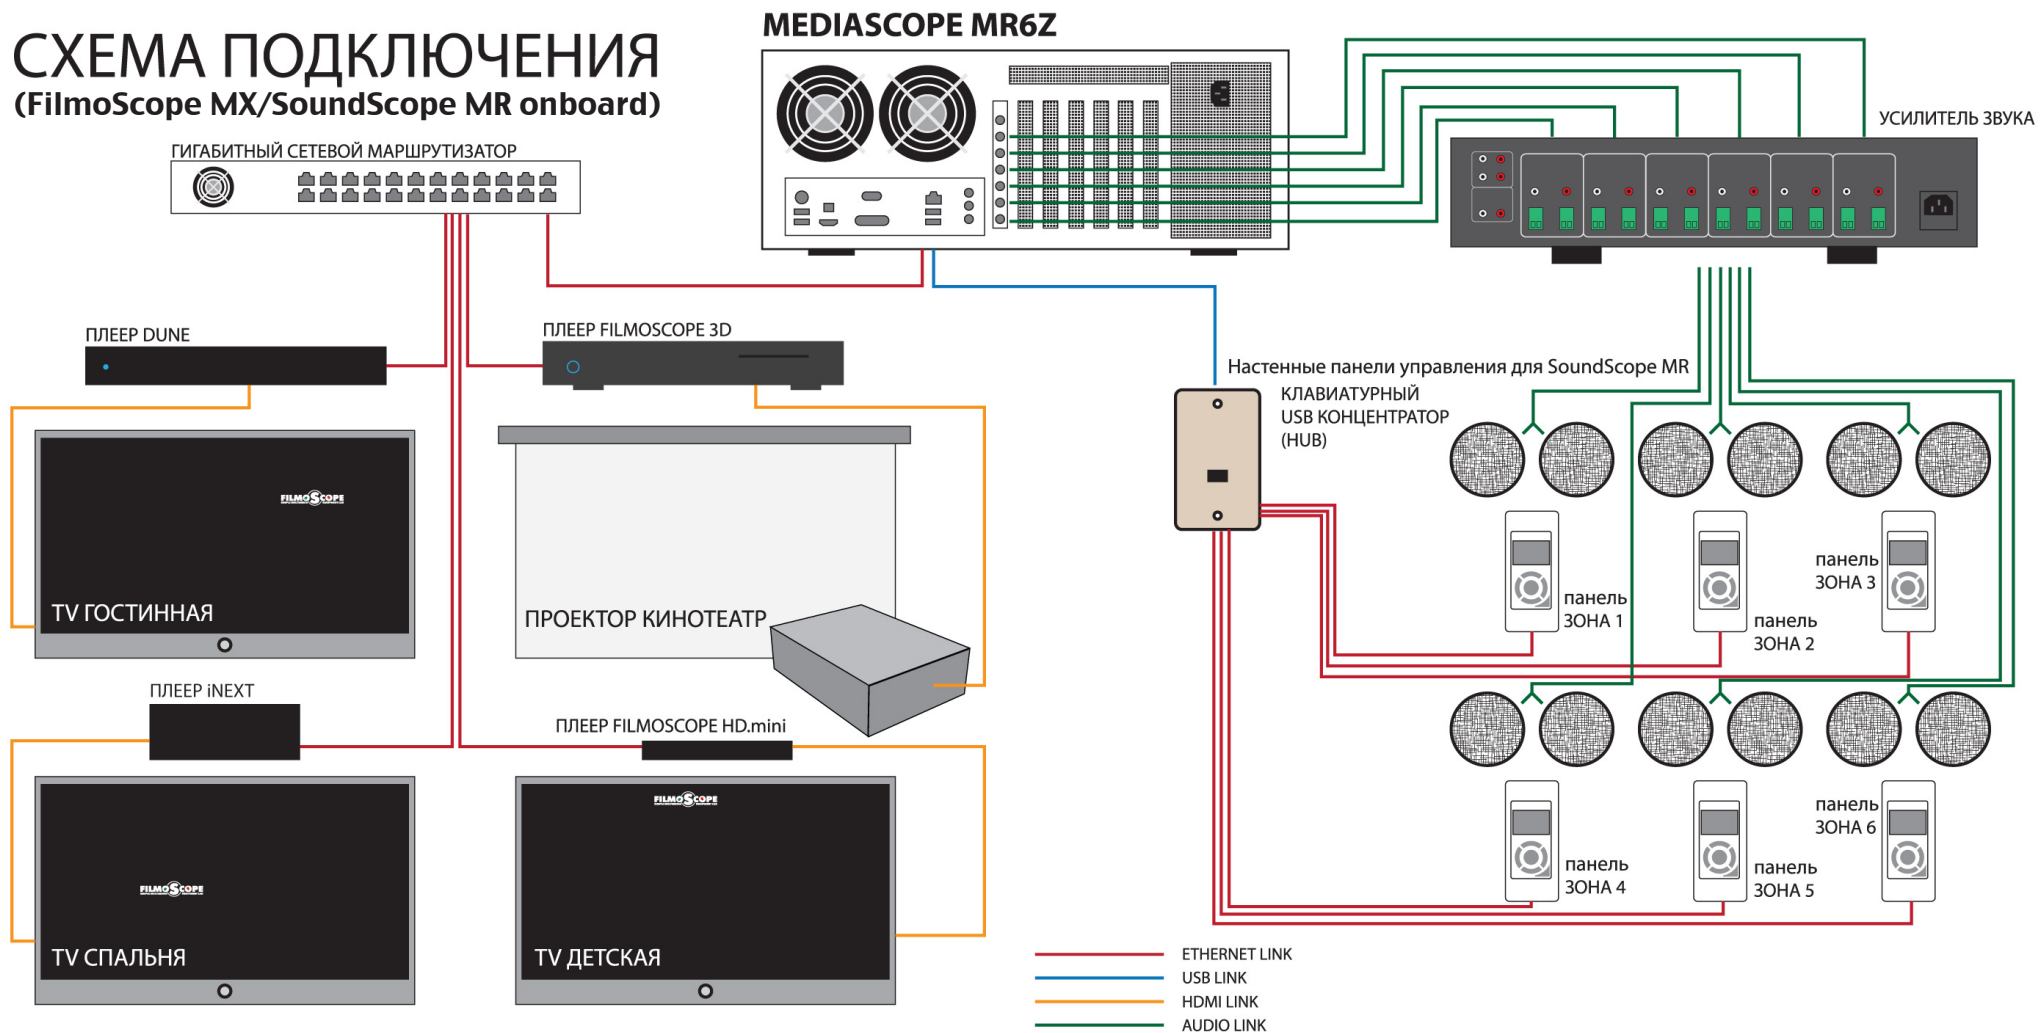 СХЕМА ПОДКЛЮЧЕНИЯ
(FilmoScope MX/SoundScope MR onboard)
MEDIASCOPE MR6Z
ГИГАБИТНЫЙ СЕТЕВОЙ МАРШРУТИЗАТОР
УСИЛИТЕЛЬ ЗВУКА
ПЛЕЕР DUNE
ПЛЕЕР FILMOSCOPE 3D
Настенные панели управления для SoundScope MR
КЛАВИАТУРНЫЙ
USB КОНЦЕНТРАТОР
(HUB)
FILMOSCOPE
TV ГОСТИННАЯ
ПРОЕКТОР КИНОТЕАТР
панель
ЗОНА 1
панель
ЗОНА 2
панель
ЗОНА 3
ПЛЕЕР iNEXT
ПЛЕЕР FILMOSCOPE HD.mini
FILMOSCOPE
TV СПАЛЬНЯ
FILMOSCOPE
TV ДЕТСКАЯ
панель
ЗОНА 4
панель
ЗОНА 5
панель
ЗОНА 6
ETHERNET LINK
USB LINK
HDMI LINK
AUDIO LINK